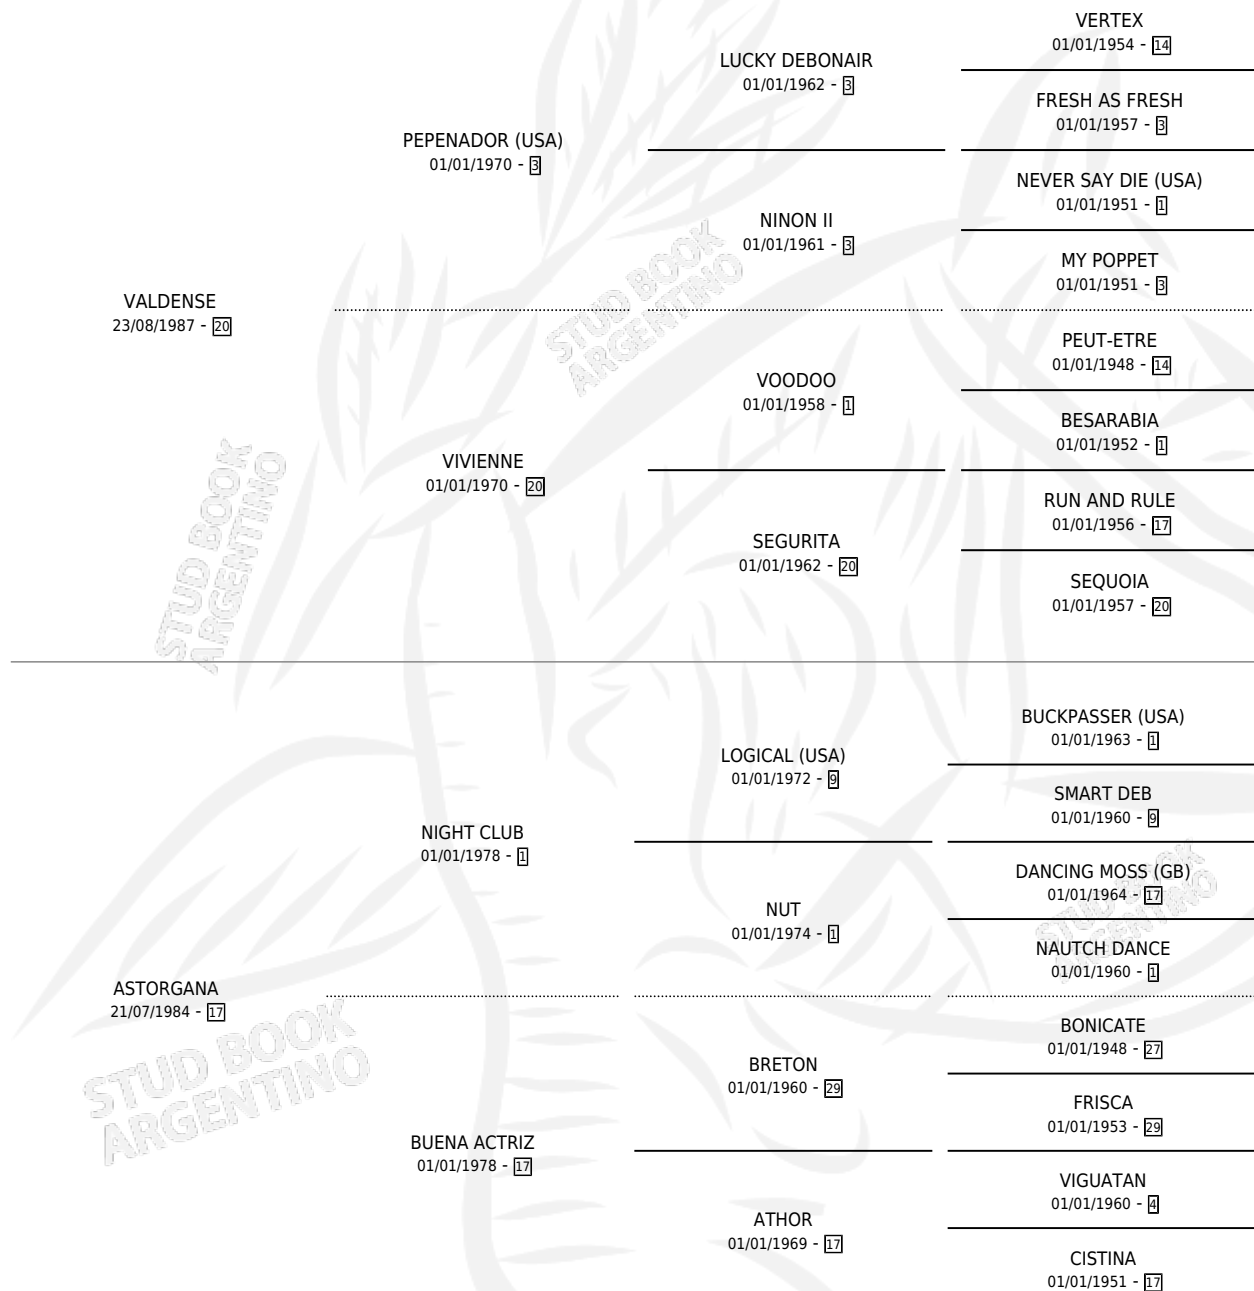 VERTEX
01/01/1954 - 14
LUCKY DEBONAIR
01/01/1962 - 3
FRESH AS FRESH
01/01/1957 - 3
PEPENADOR (USA)
01/01/1970 - 3
NEVER SAY DIE (USA)
01/01/1951 - 1
NINON II
01/01/1961 - 3
MY POPPET
01/01/1951 - 3
VALDENSE
23/08/1987 - 20
PEUT-ETRE
01/01/1948 - 14
VOODOO
01/01/1958 - 1
BESARABIA
01/01/1952 - 1
VIVIENNE
01/01/1970 - 20
RUN AND RULE
01/01/1956 - 17
SEGURITA
01/01/1962 - 20
SEQUOIA
01/01/1957 - 20
BUCKPASSER (USA)
01/01/1963 - 1
LOGICAL (USA)
01/01/1972 - 9
SMART DEB
01/01/1960 - 9
NIGHT CLUB
01/01/1978 - 1
DANCING MOSS (GB)
01/01/1964 - 17
NUT
01/01/1974 - 1
NAUTCH DANCE
01/01/1960 - 1
ASTORGANA
21/07/1984 - 17
BONICATE
01/01/1948 - 27
BRETON
01/01/1960 - 29
FRISCA
01/01/1953 - 29
BUENA ACTRIZ
01/01/1978 - 17
VIGUATAN
01/01/1960 - 4
ATHOR
01/01/1969 - 17
CISTINA
01/01/1951 - 17
STUD BOOK
ARGENTINO
STUD BOOK
ARGENTINO
STUD BOOK
ARGENTINO
STUD BOOK
ARGENTINO